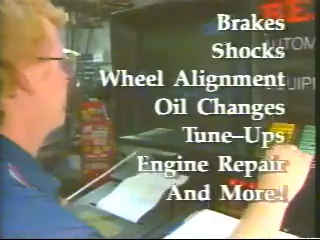 Brakes
Shocks
Wheel Alignment
Oil Changes
Tune–Ups
Engine Repair
And More!